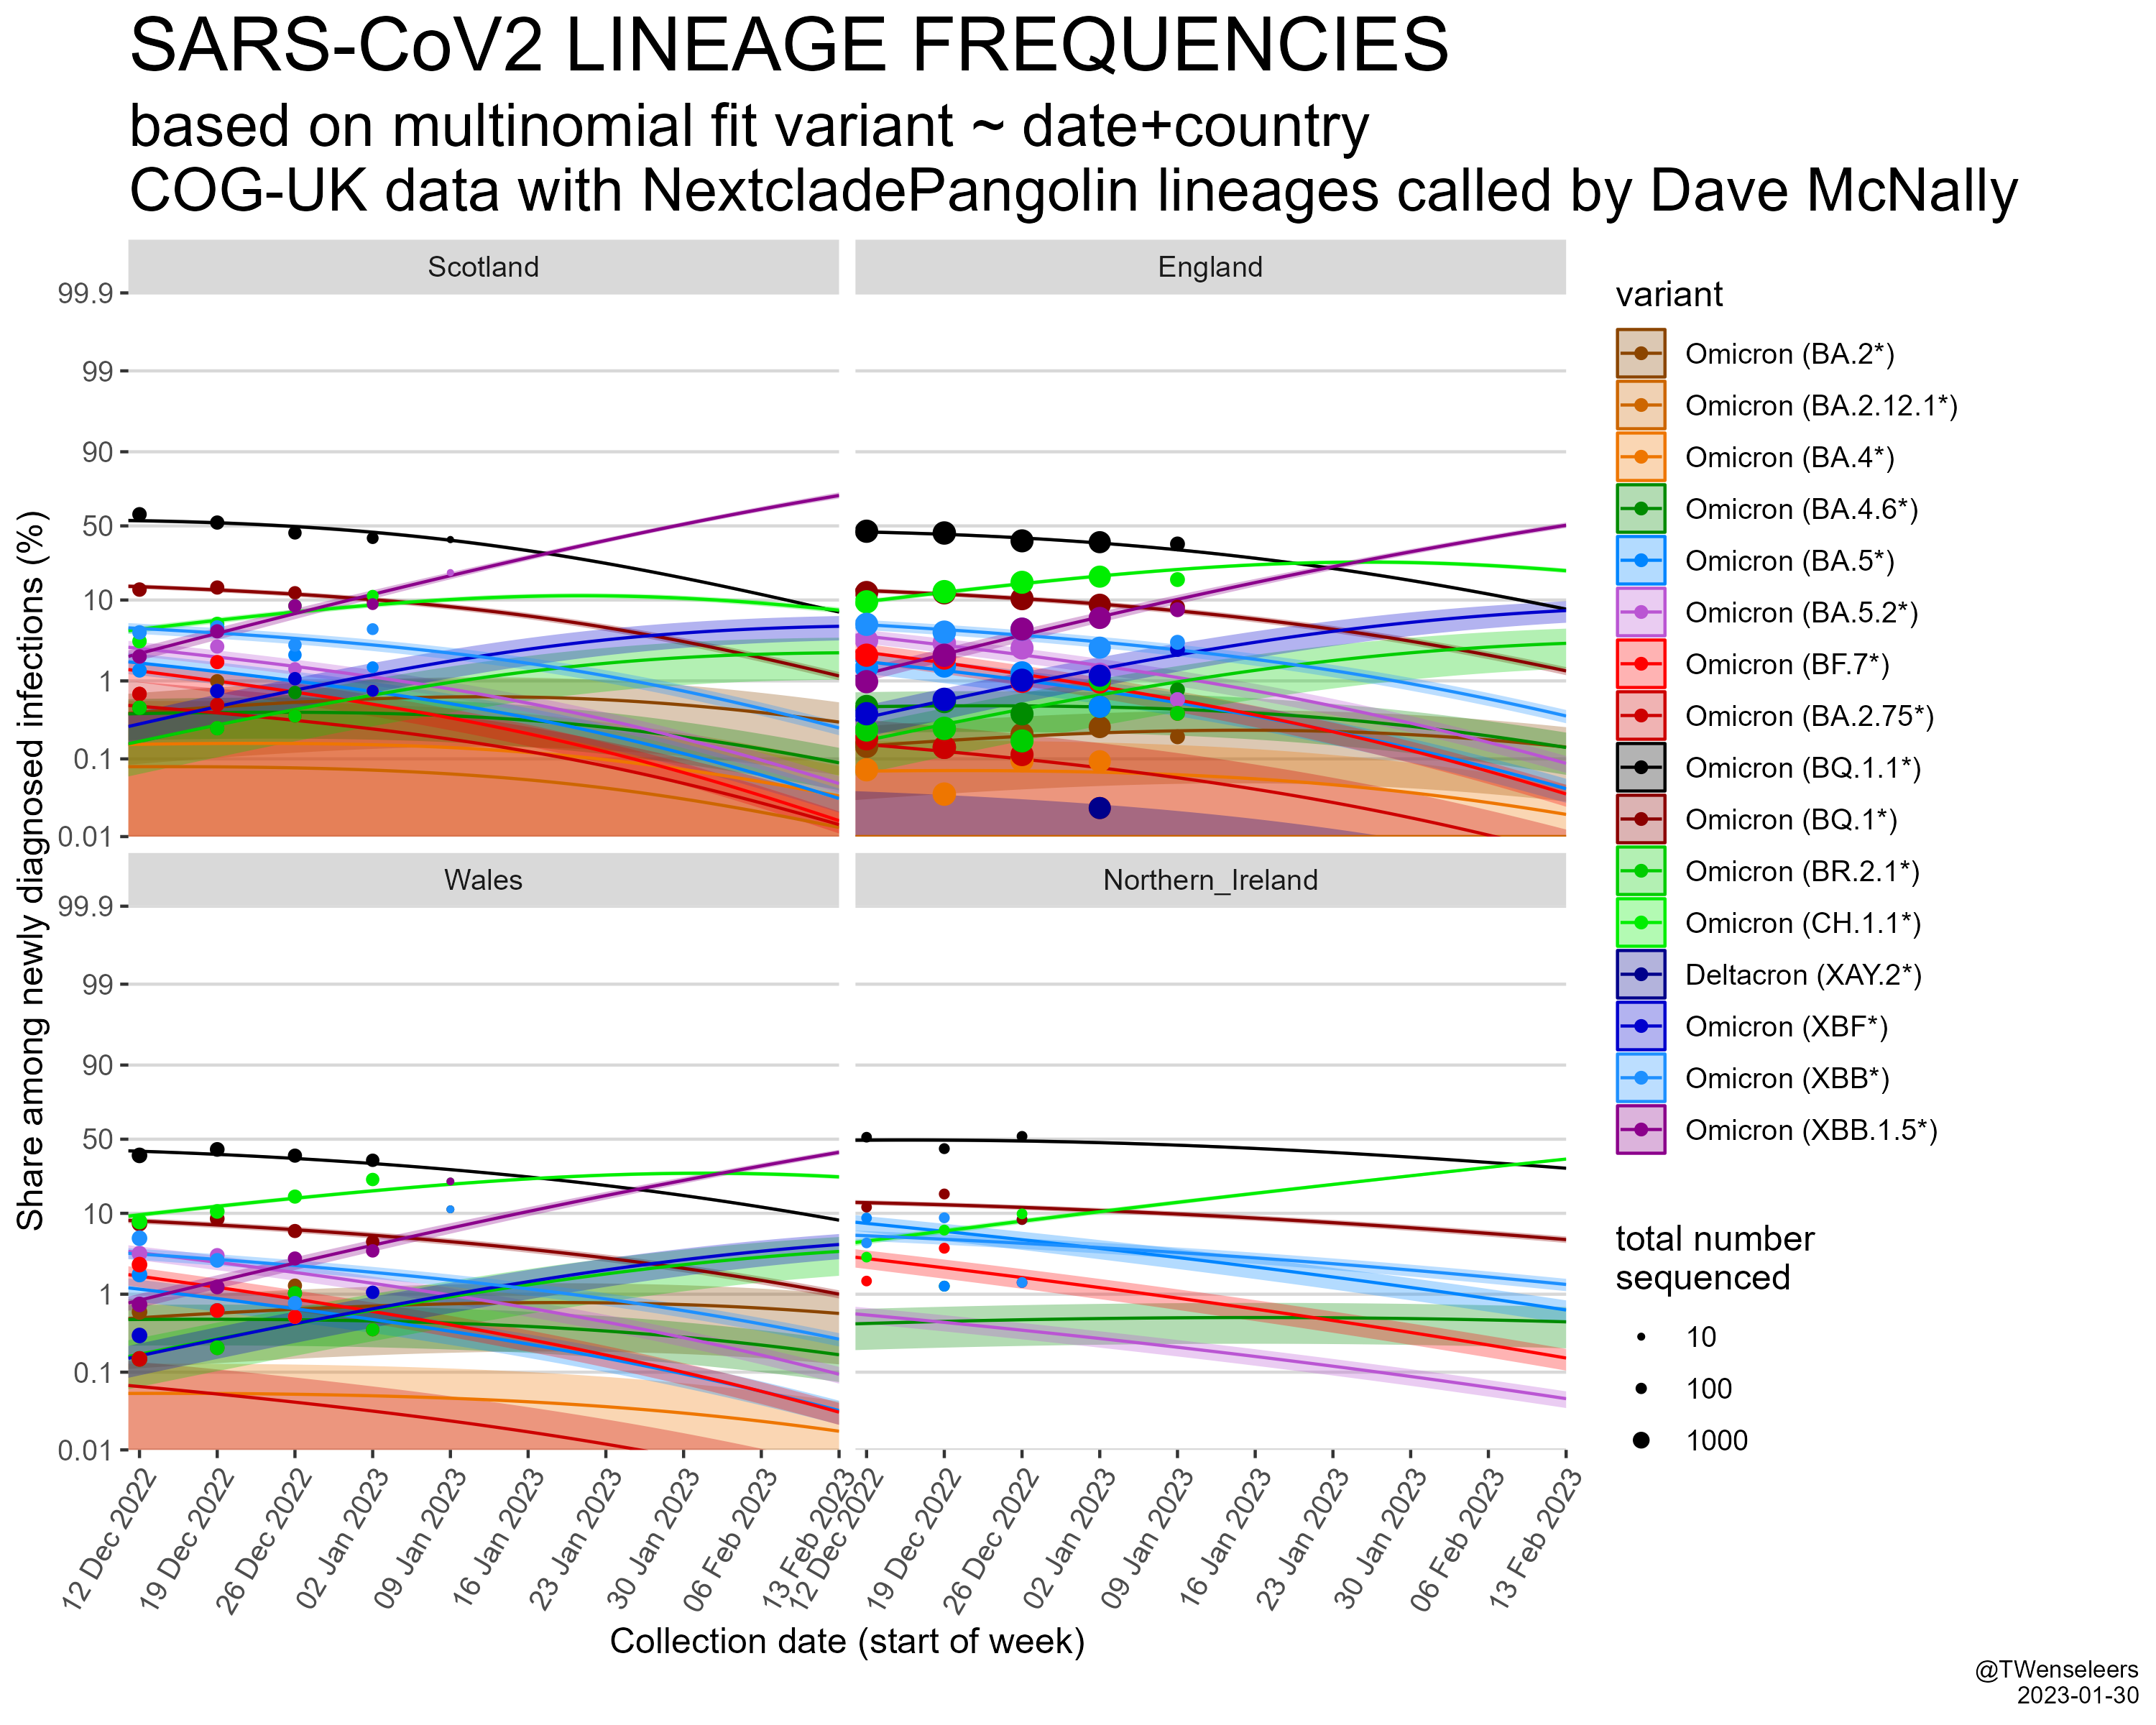 SARS-CoV2 LINEAGE FREQUENCIES
based on multinomial fit variant ~ date+country
COG-UK data with NextcladePangolin lineages called by Dave McNally
Scotland
England
99.9
99
90
50
10
1
0.1
0.01
Wales
Northern_Ireland
99.9
99
90
50
10
1
0.1
0.01
Share among newly diagnosed infections (%)
12 Dec 2022
19 Dec 2022
26 Dec 2022
02 Jan 2023
09 Jan 2023
16 Jan 2023
23 Jan 2023
30 Jan 2023
06 Feb 2023
13 Feb 2023
12 Dec 2022
19 Dec 2022
26 Dec 2022
02 Jan 2023
09 Jan 2023
16 Jan 2023
23 Jan 2023
30 Jan 2023
06 Feb 2023
13 Feb 2023
Collection date (start of week)
variant
Omicron (BA.2*)
Omicron (BA.2.12.1*)
Omicron (BA.4*)
Omicron (BA.4.6*)
Omicron (BA.5*)
Omicron (BA.5.2*)
Omicron (BF.7*)
Omicron (BA.2.75*)
Omicron (BQ.1.1*)
Omicron (BQ.1*)
Omicron (BR.2.1*)
Omicron (CH.1.1*)
Deltacron (XAY.2*)
Omicron (XBF*)
Omicron (XBB*)
Omicron (XBB.1.5*)
total number
sequenced
10
100
1000
@TWenseleers
2023-01-30